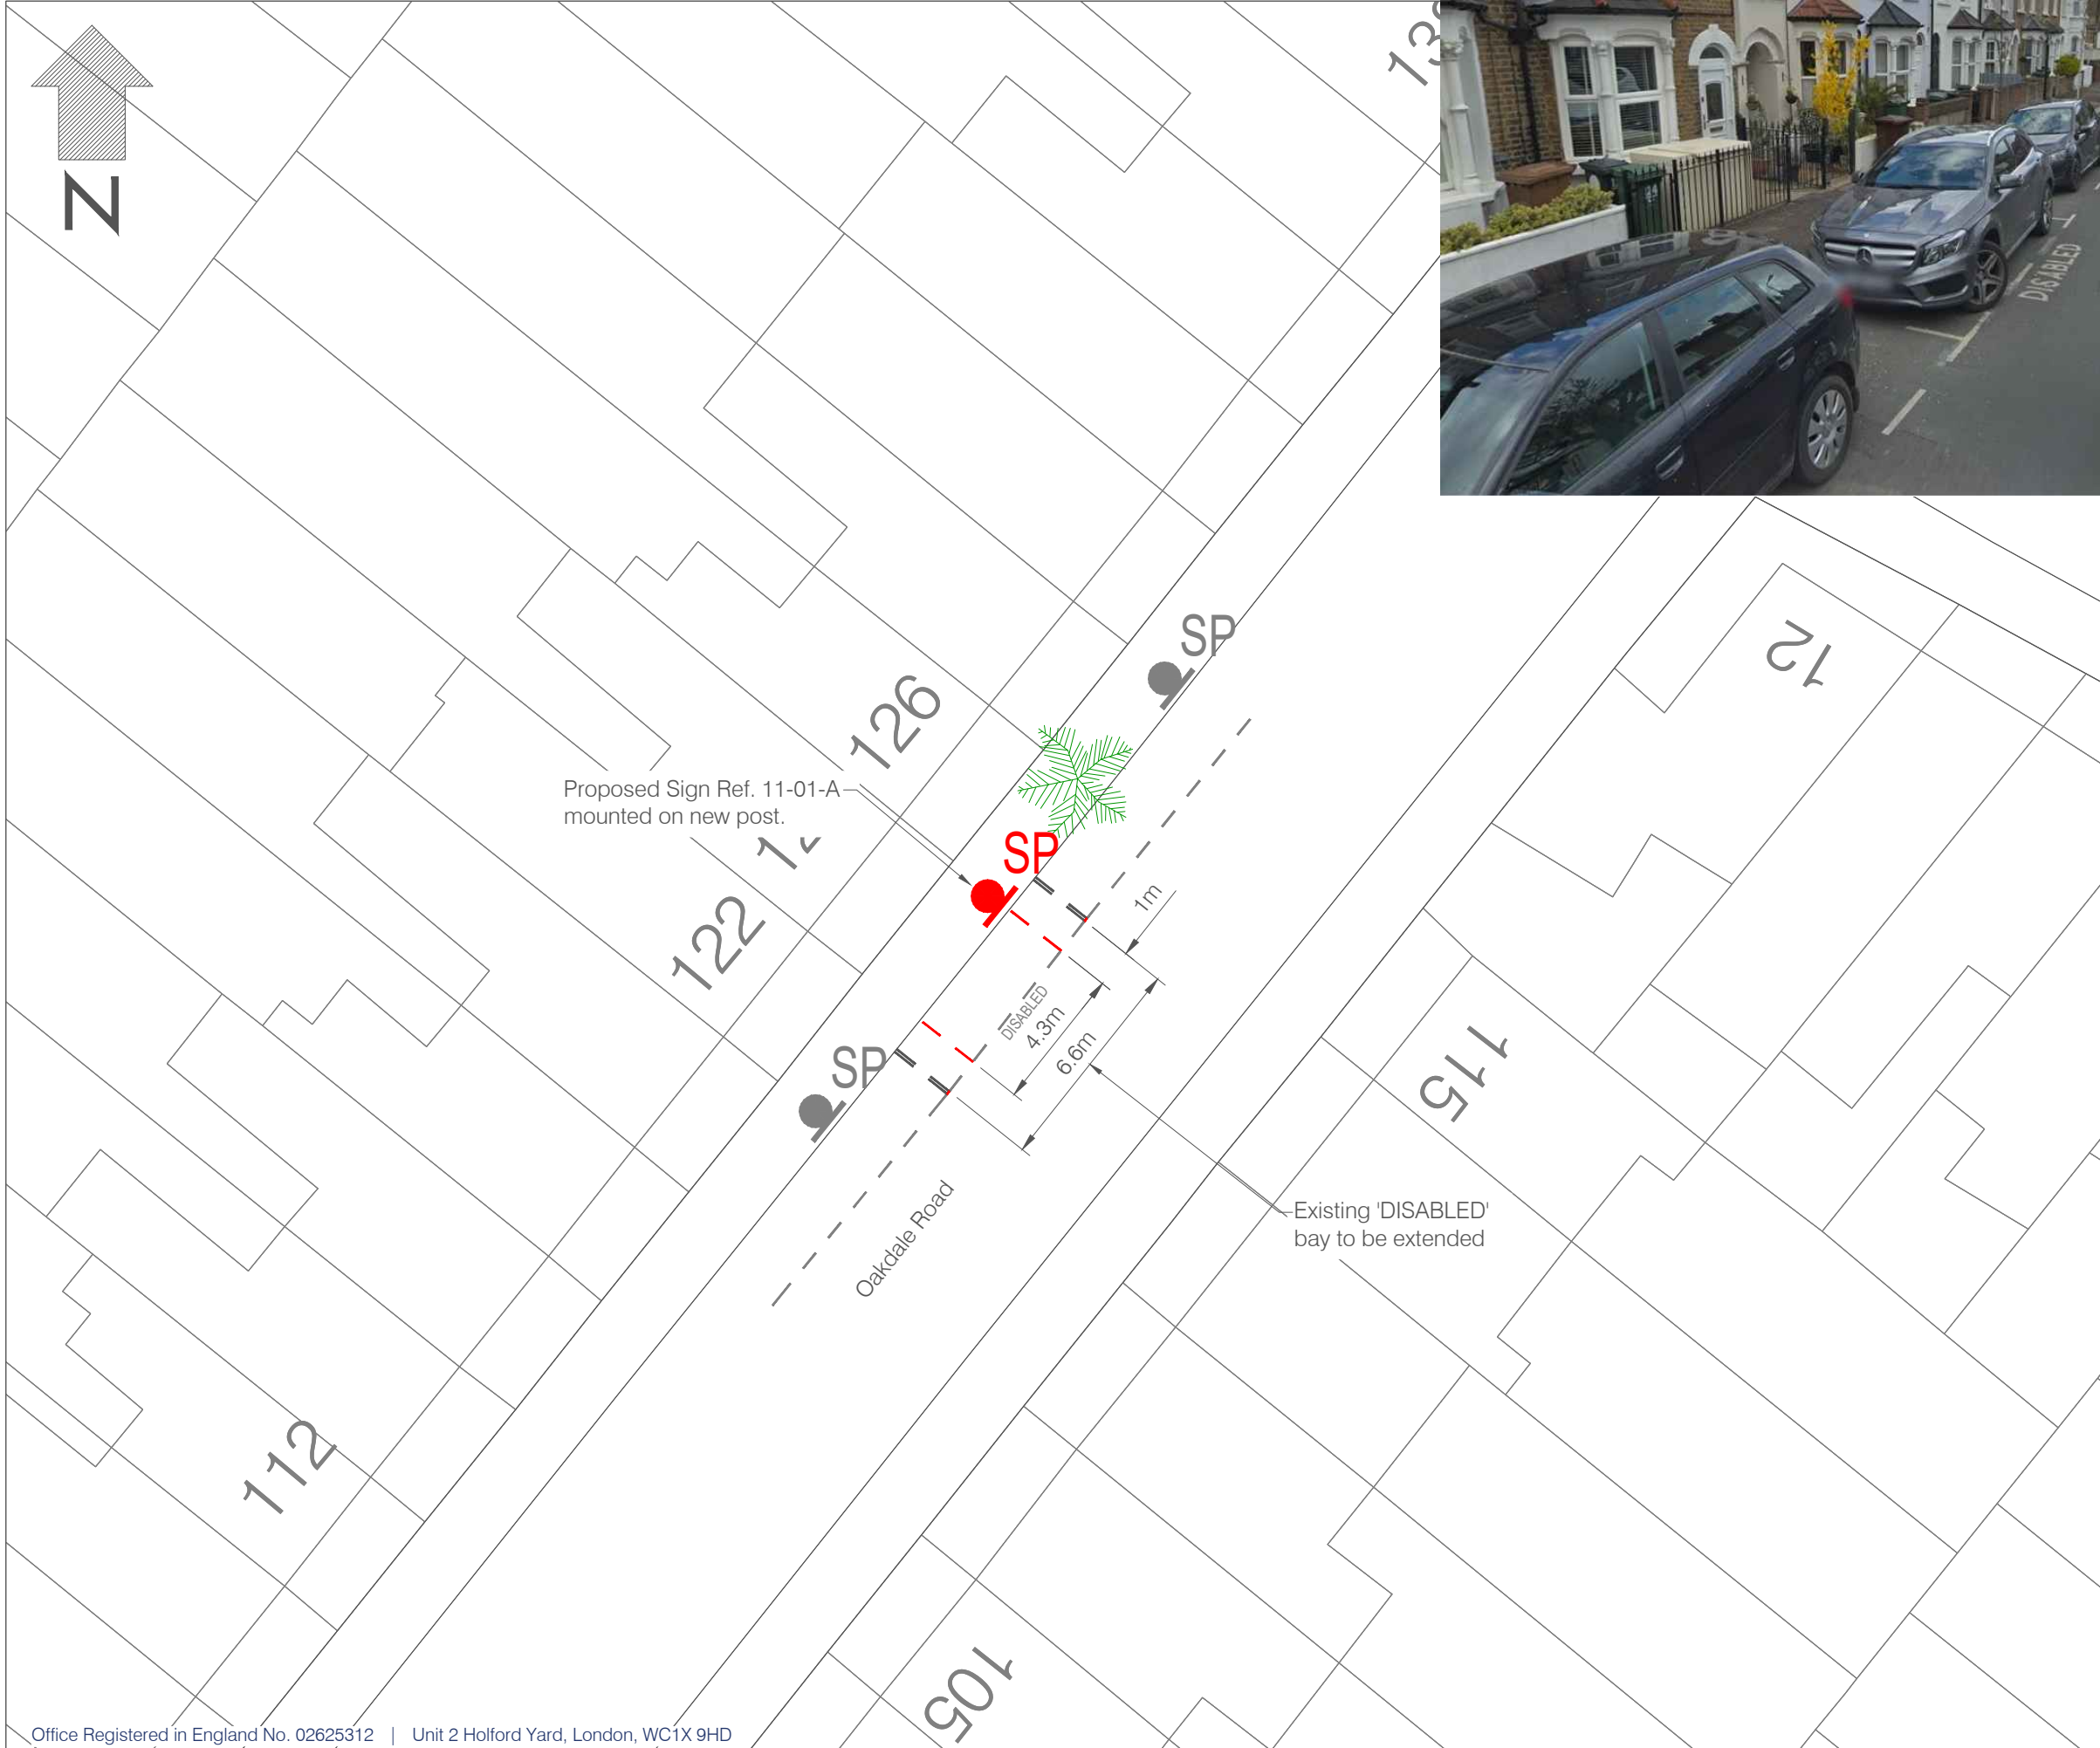 N
DISABLED
SP
12
126
Proposed Sign Ref. 11-01-A
mounted on new post.
SP
1m
122
DISABLED
4.3m
6.6m
SP
115
Existing 'DISABLED'
bay to be extended
Oakdale Road
112
105
Office Registered in England No. 02625312 | Unit 2 Holford Yard, London, WC1X 9HD